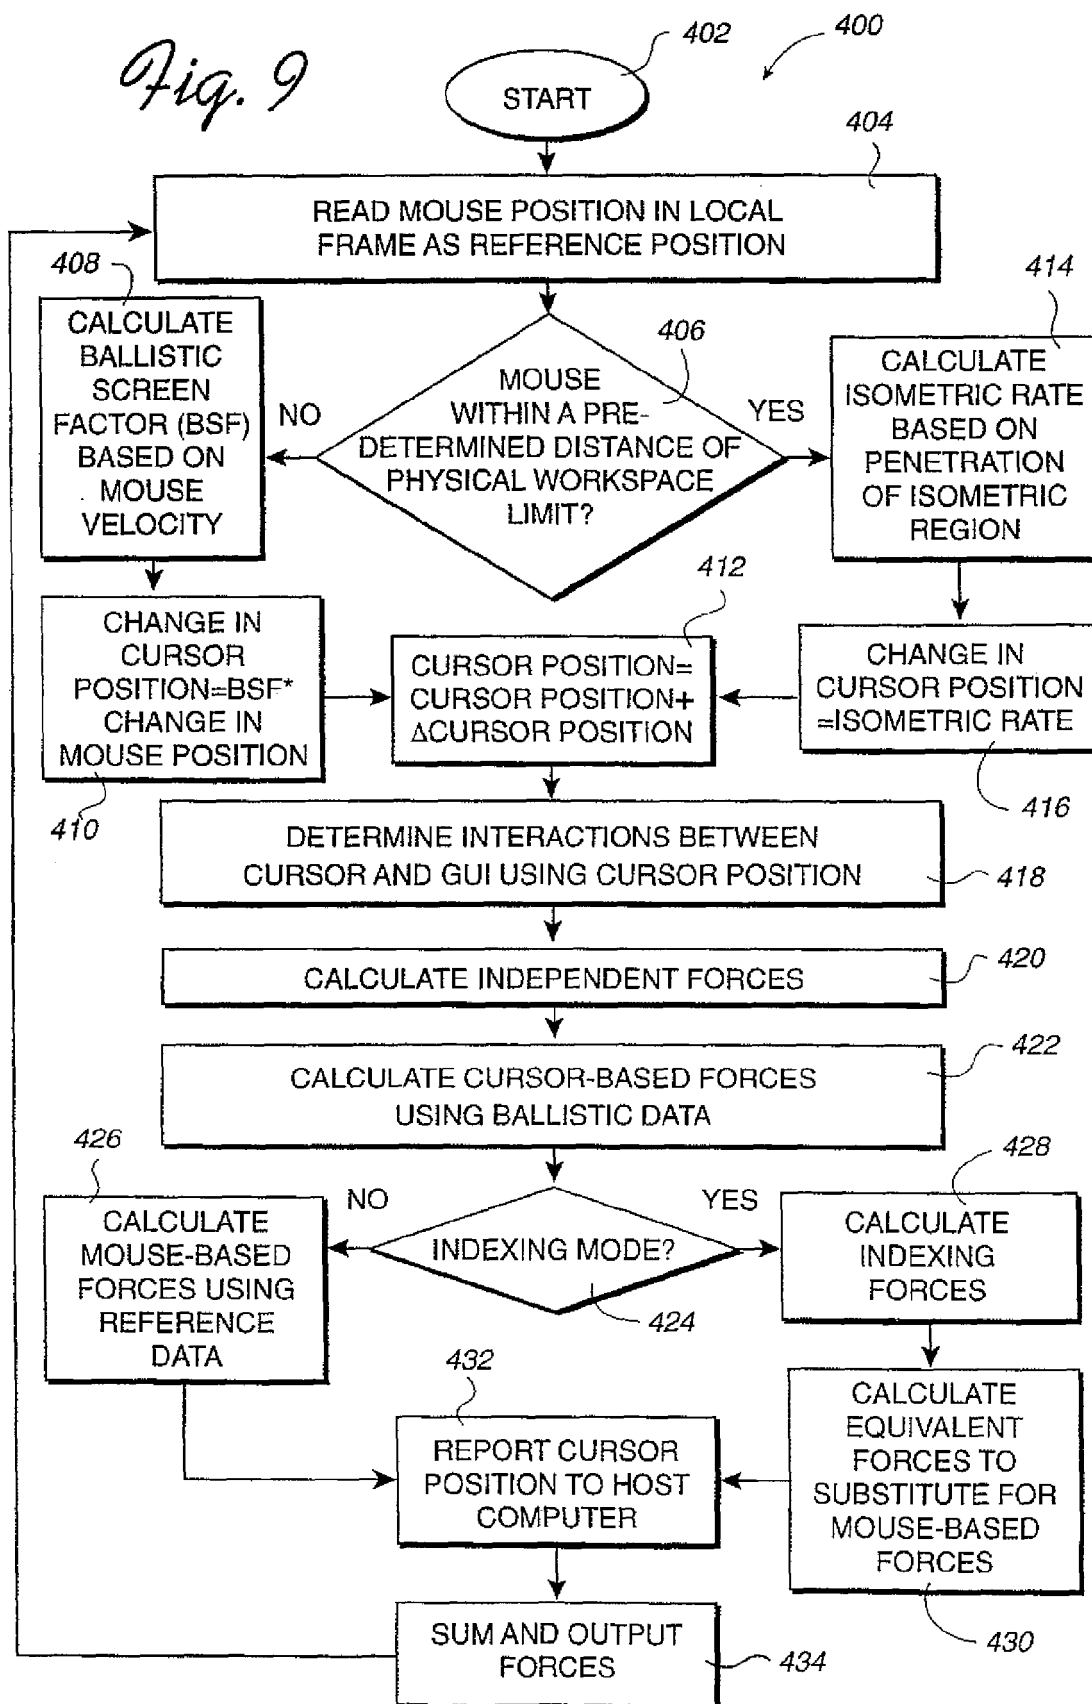 Fig. 9
402
400
START
404
READ MOUSE POSITION IN LOCAL
FRAME AS REFERENCE POSITION
408
CALCULATE
BALLISTIC
SCREEN
FACTOR (BSF)
BASED ON
MOUSE
VELOCITY
NO
406
MOUSE
WITHIN A PRE-
DETERMINED DISTANCE OF
PHYSICAL WORKSPACE
LIMIT?
YES
414
CALCULATE
ISOMETRIC RATE
BASED ON
PENETRATION
OF ISOMETRIC
REGION
CHANGE IN
CURSOR
POSITION=BSF*
CHANGE IN
MOUSE POSITION
410
412
CURSOR POSITION=
CURSOR POSITION+
ΔCURSOR POSITION
CHANGE IN
CURSOR POSITION
=ISOMETRIC RATE
416
DETERMINE INTERACTIONS BETWEEN
CURSOR AND GUI USING CURSOR POSITION
418
CALCULATE INDEPENDENT FORCES
420
CALCULATE CURSOR-BASED FORCES
USING BALLISTIC DATA
422
426
NO
YES
428
CALCULATE
MOUSE-BASED
FORCES USING
REFERENCE
DATA
INDEXING MODE?
424
CALCULATE
INDEXING
FORCES
432
REPORT CURSOR
POSITION TO HOST
COMPUTER
CALCULATE
EQUIVALENT
FORCES TO
SUBSTITUTE FOR
MOUSE-BASED
FORCES
430
SUM AND OUTPUT
FORCES
434